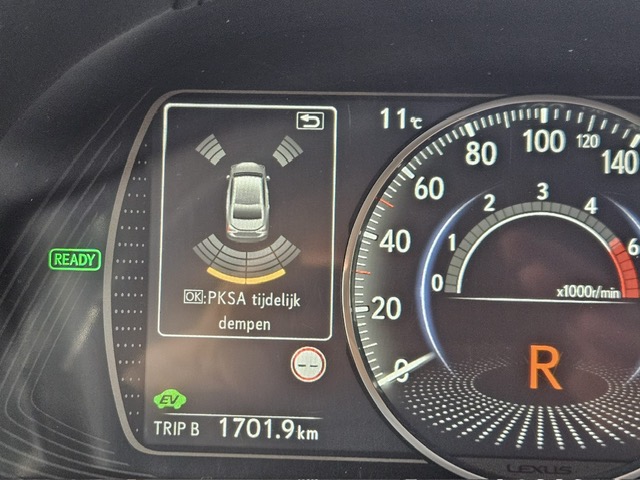 11°C
READY
OK:PKSA tijdelijk
dempen
EV
TRIP B 1701.9km
0
20
40
60
80
100
120
140
0
1
2
3
4
6
x1000r/min
R
LEXUS